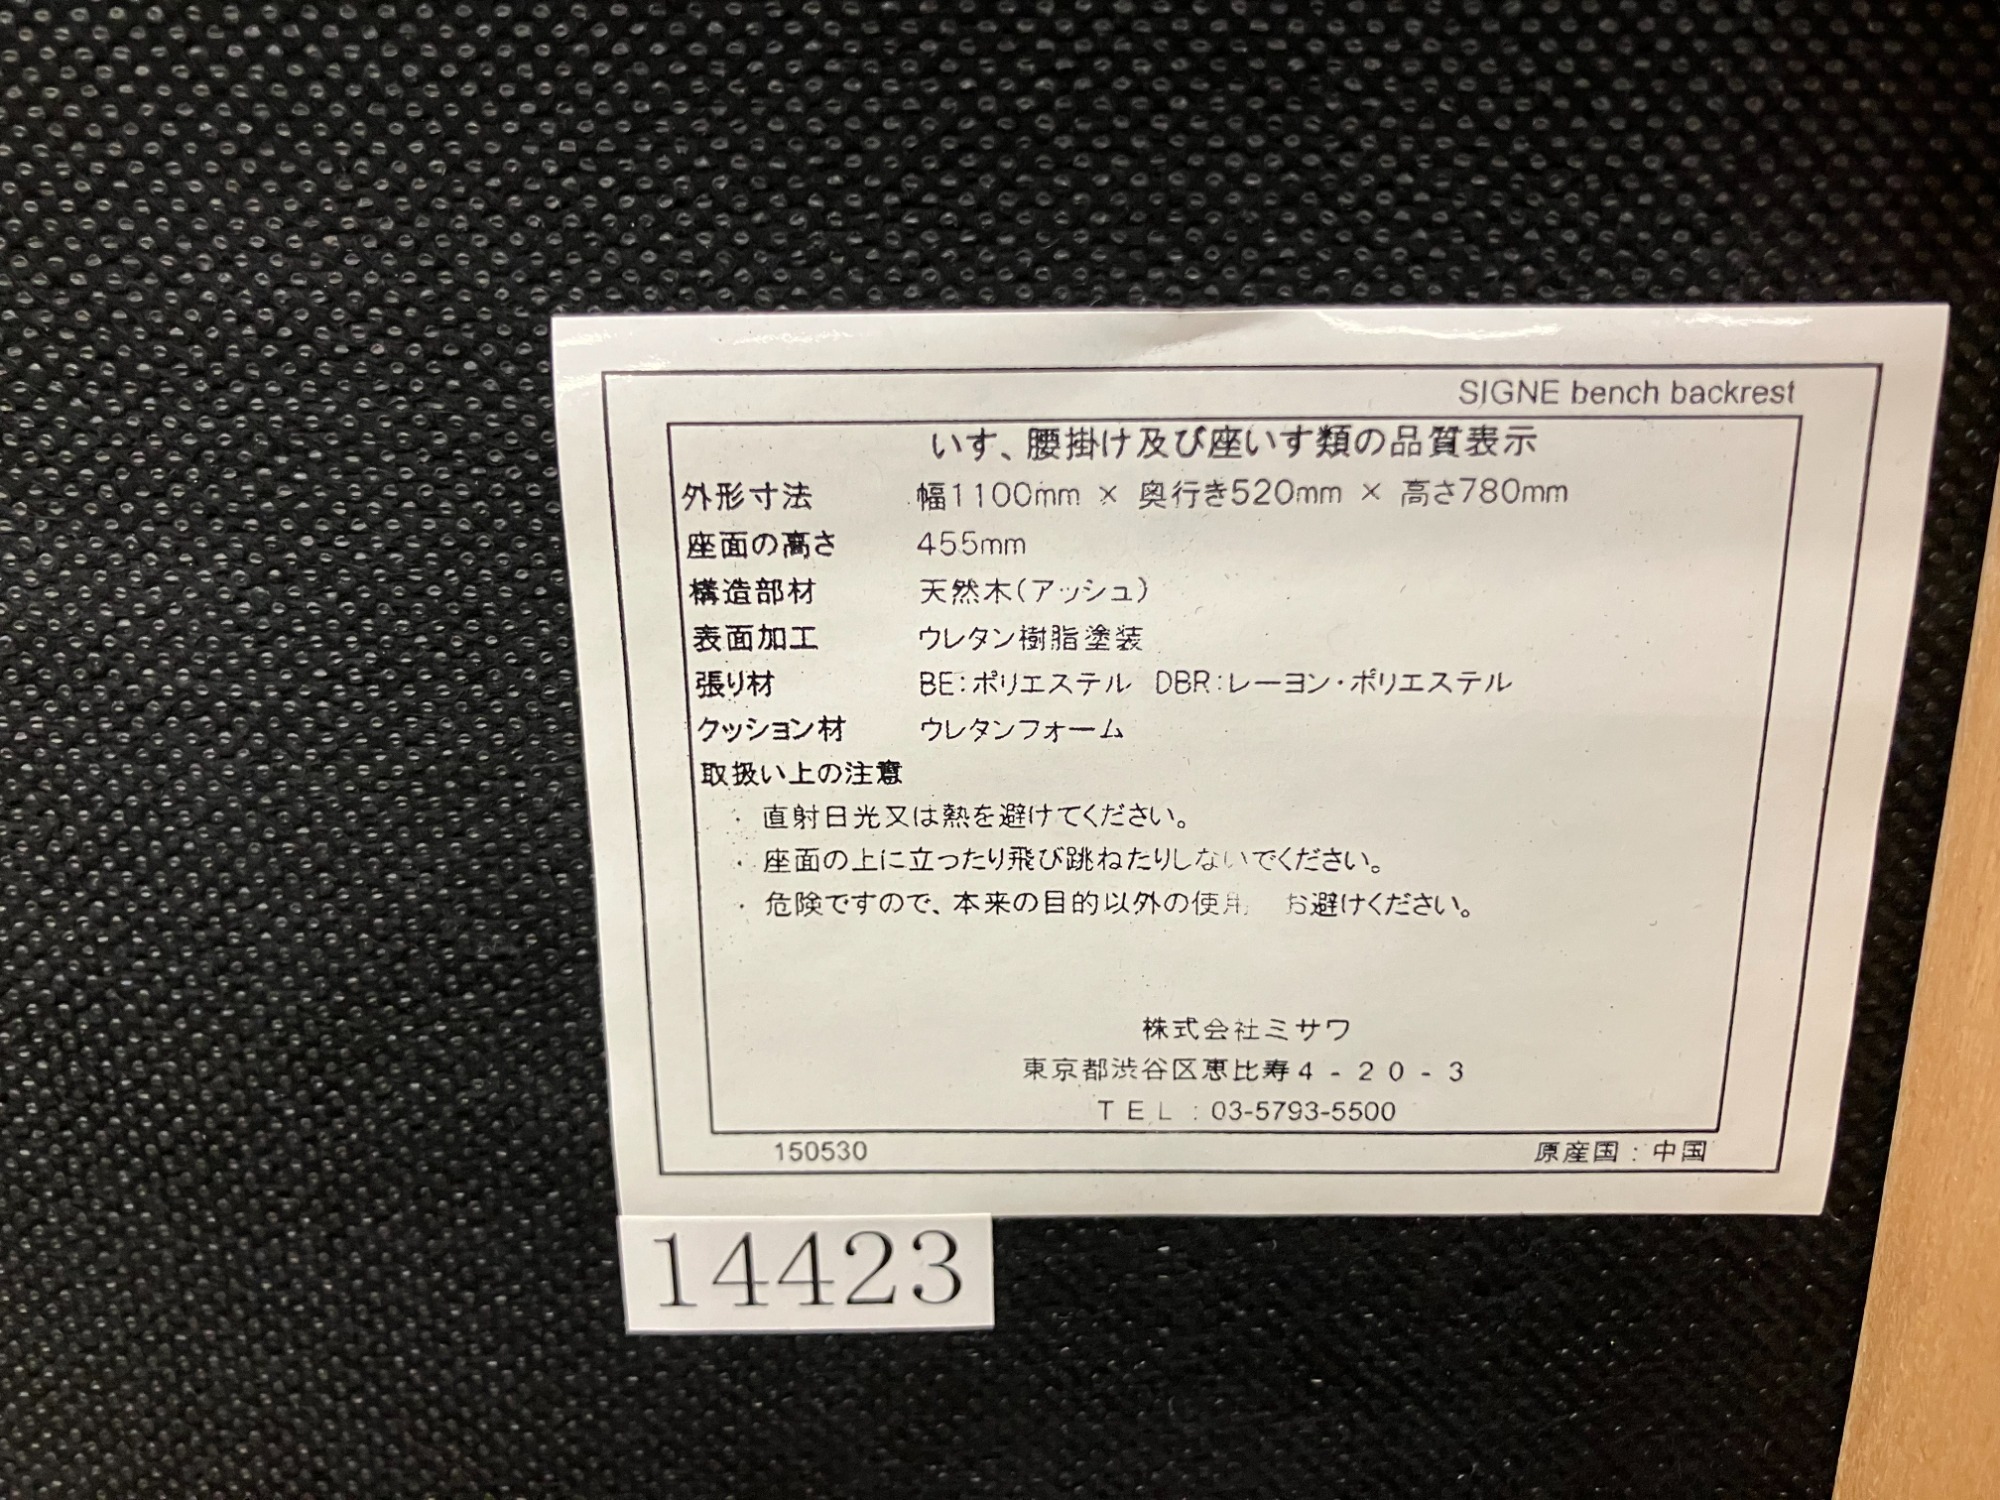 SIGNE bench backrest
いす、腰掛け及び座いす類の品質表示
外形寸法 幅1100mm × 奥行き520mm × 高さ780mm
座面の高さ 455mm
構造部材 天然木(アッシュ)
表面加工 ウレタン樹脂塗装
張り材 BE:ポリエステル DBR:レーヨン・ポリエステル
クッション材 ウレタンフォーム
取扱い上の注意
・ 直射日光又は熱を避けてください。
・ 座面の上に立ったり飛び跳ねたりしないでください。
・ 危険ですので、本来の目的以外の使用 お避けください。
株式会社ミサワ
東京都渋谷区恵比寿4-20-3
TEL:03-5793-5500
150530 原産国:中国
14423